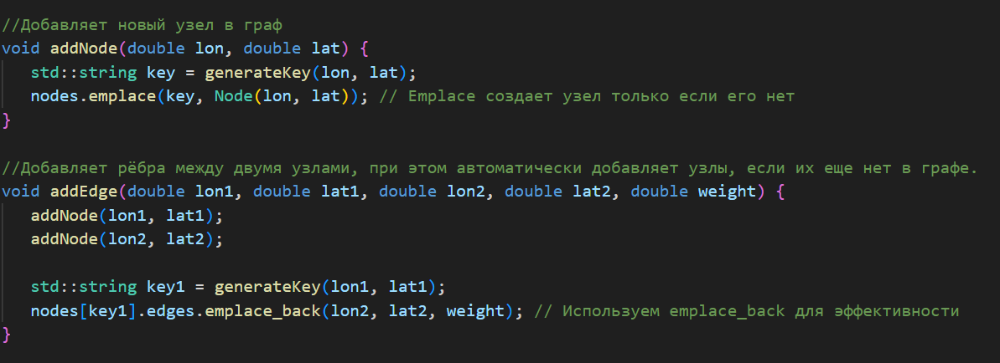 //Добавляет новый узел в граф
void addNode(double lon, double lat) {
std::string key = generateKey(lon, lat);
nodes.emplace(key, Node(lon, lat)); // Emplace создает узел только если его нет
}
//Добавляет рёбра между двумя узлами, при этом автоматически добавляет узлы, если их еще нет в графе.
void addEdge(double lon1, double lat1, double lon2, double lat2, double weight) {
addNode(lon1, lat1);
addNode(lon2, lat2);
std::string key1 = generateKey(lon1, lat1);
nodes[key1].edges.emplace_back(lon2, lat2, weight); // Используем emplace_back для эффективности
}